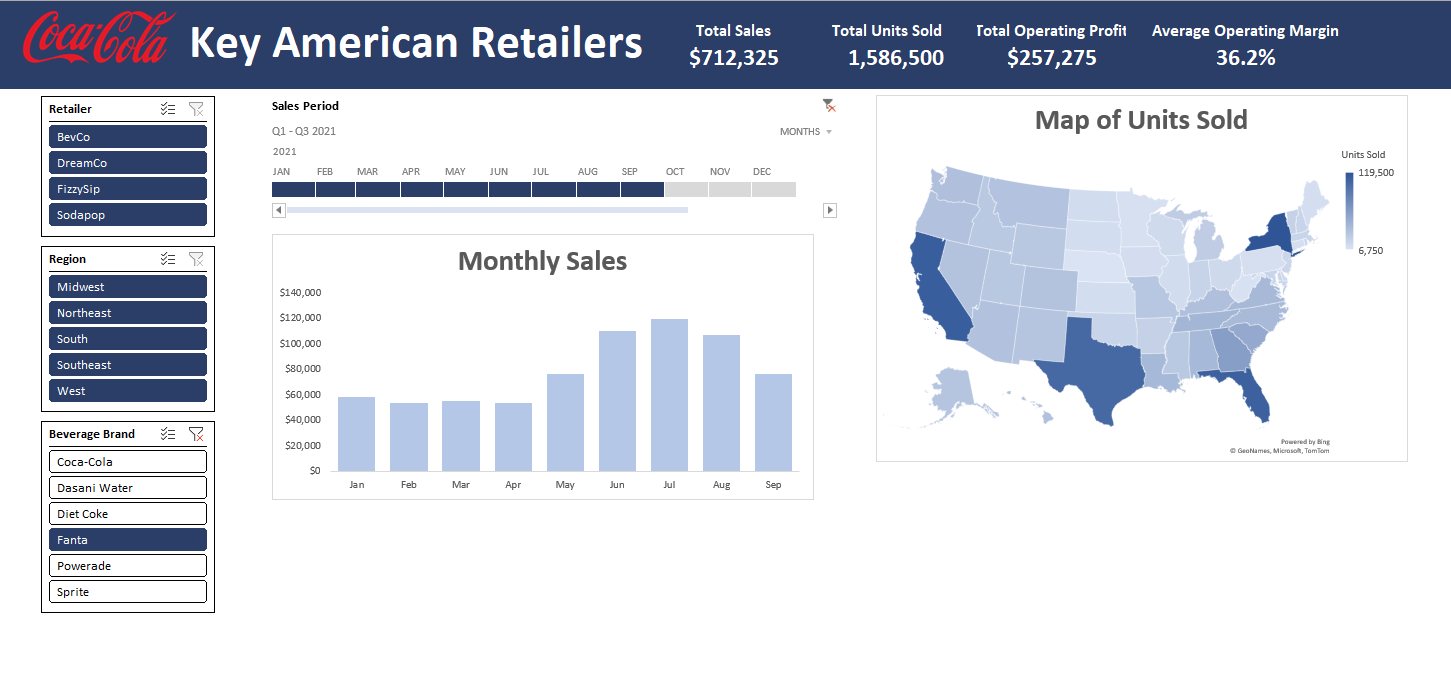 Coca-Cola
Key American Retailers
Total Sales
$712,325
Total Units Sold
1,586,500
Total Operating Profit
$257,275
Average Operating Margin
36.2%
Retailer
BevCo
DreamCo
FizzySip
Sodapop
Region
Midwest
Northeast
South
Southeast
West
Beverage Brand
Coca-Cola
Dasani Water
Diet Coke
Fanta
Powerade
Sprite
Sales Period
Q1 - Q3 2021
MONTHS
2021
JAN FEB MAR APR MAY JUN JUL AUG SEP OCT NOV DEC
Monthly Sales
$140,000
$120,000
$100,000
$80,000
$60,000
$40,000
$20,000
$0
Jan Feb Mar Apr May Jun Jul Aug Sep
Map of Units Sold
Units Sold
119,500
6,750
Powered by Bing
© GeoNames, Microsoft, TomTom